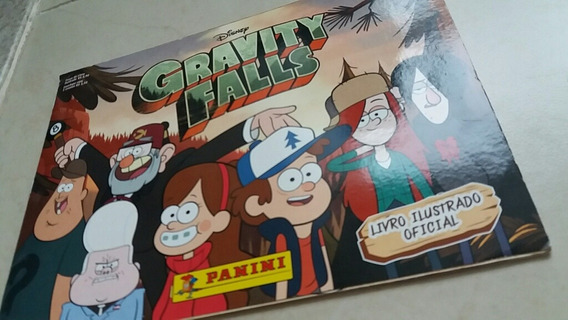 Disney
GRAVITY
FALLS
LIVRO ILUSTRADO
OFICIAL
PANINI